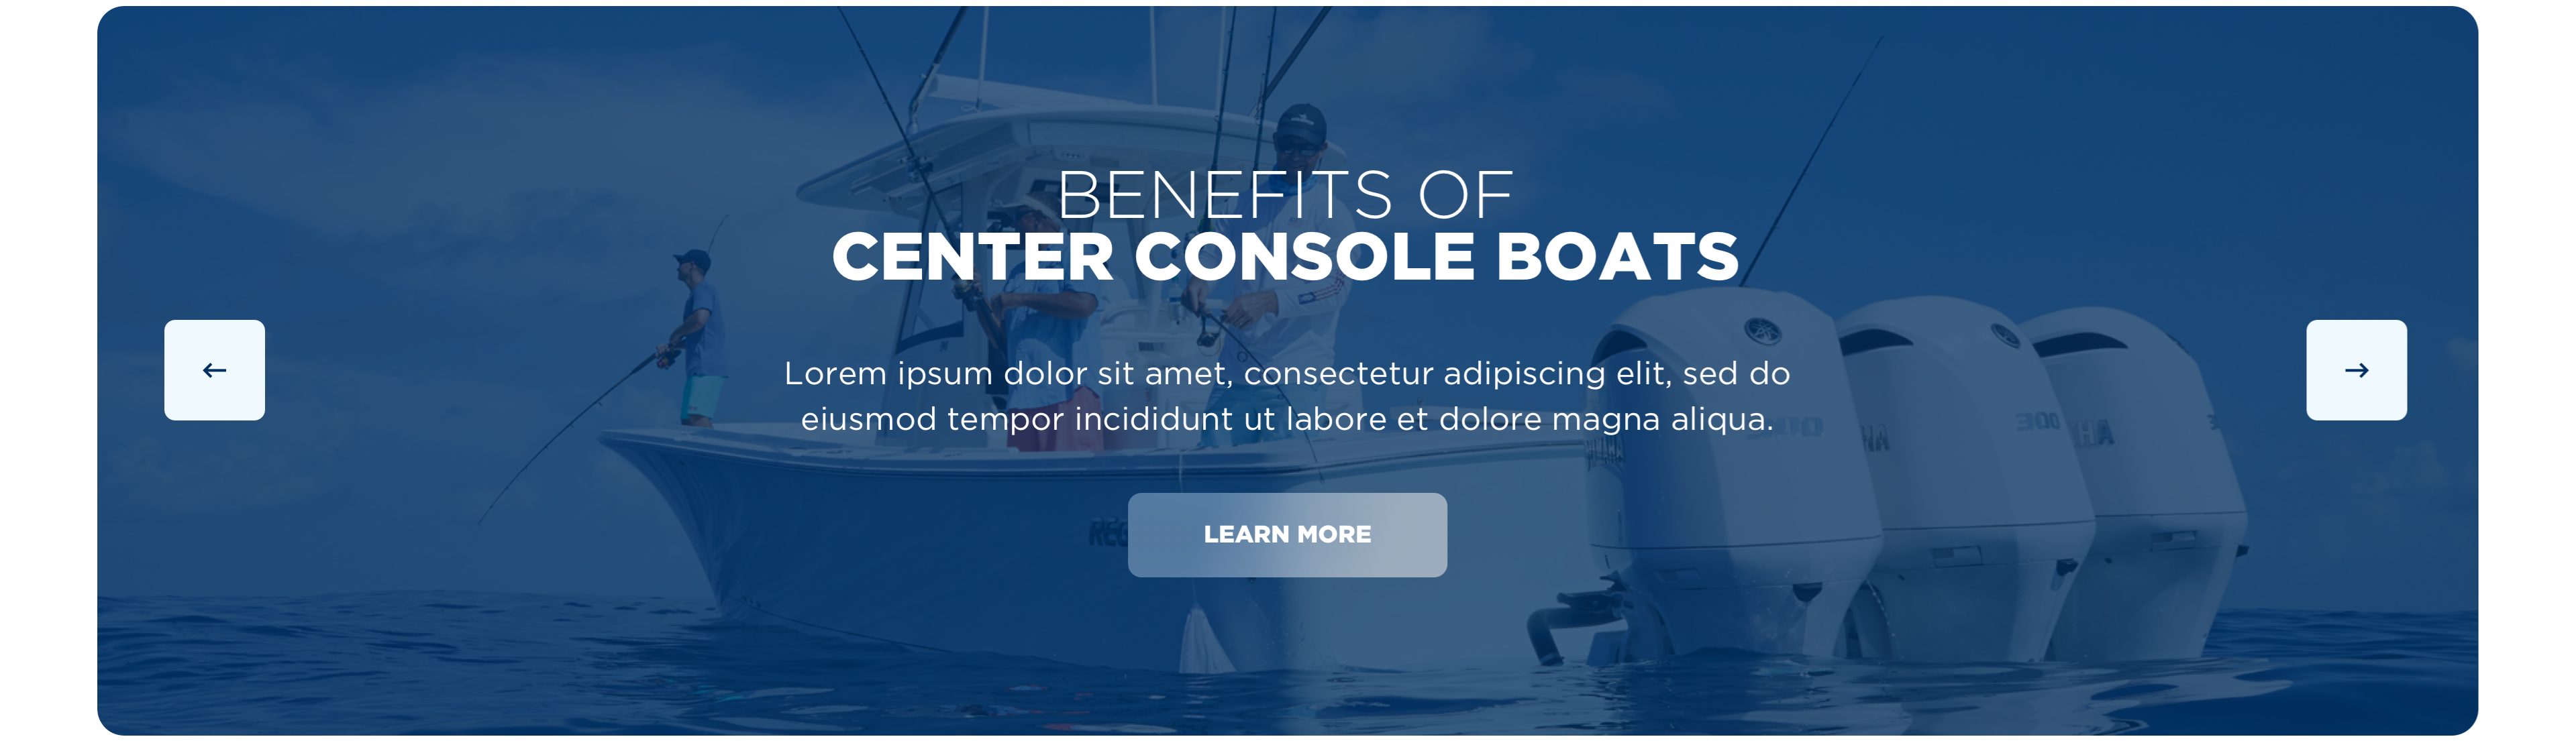 BENEFITS OF
CENTER CONSOLE BOATS
Lorem ipsum dolor sit amet, consectetur adipiscing elit, sed do
eiusmod tempor incididunt ut labore et dolore magna aliqua.
LEARN MORE